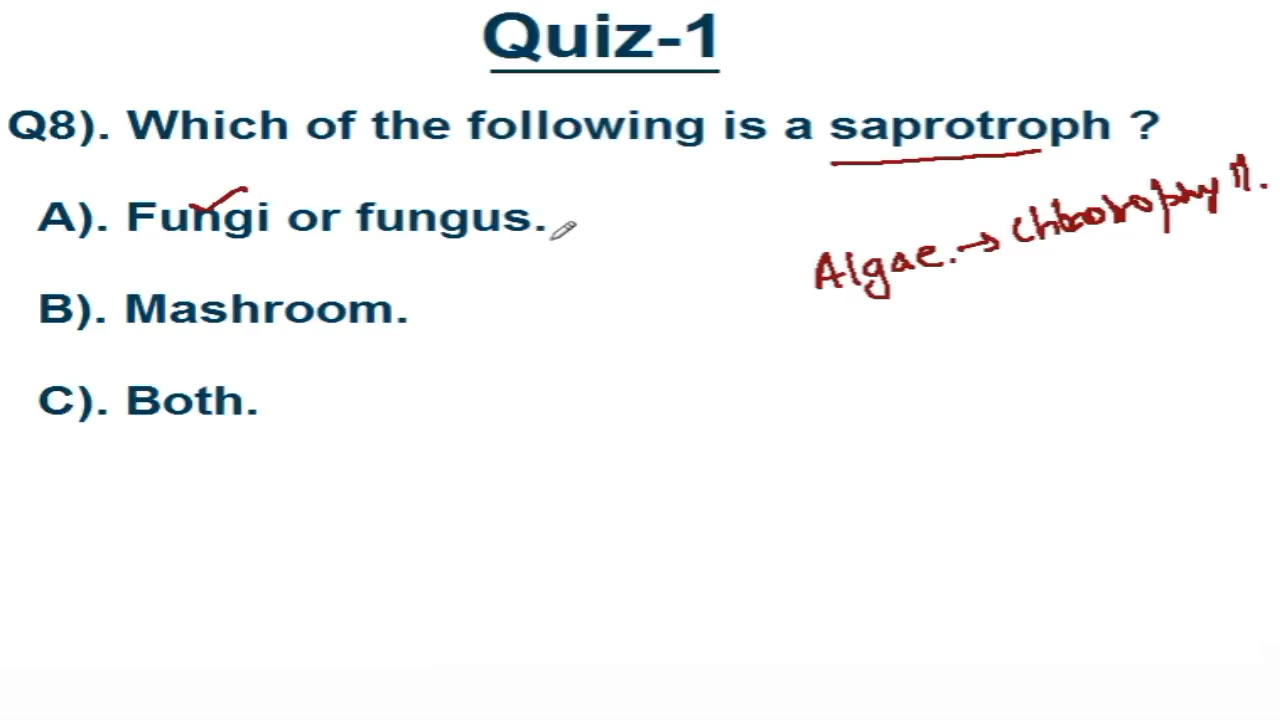 Quiz-1
Q8). Which of the following is a saprotroph ?
A). Fungi or fungus.
Algae. → chlorophyll.
B). Mashroom.
C). Both.